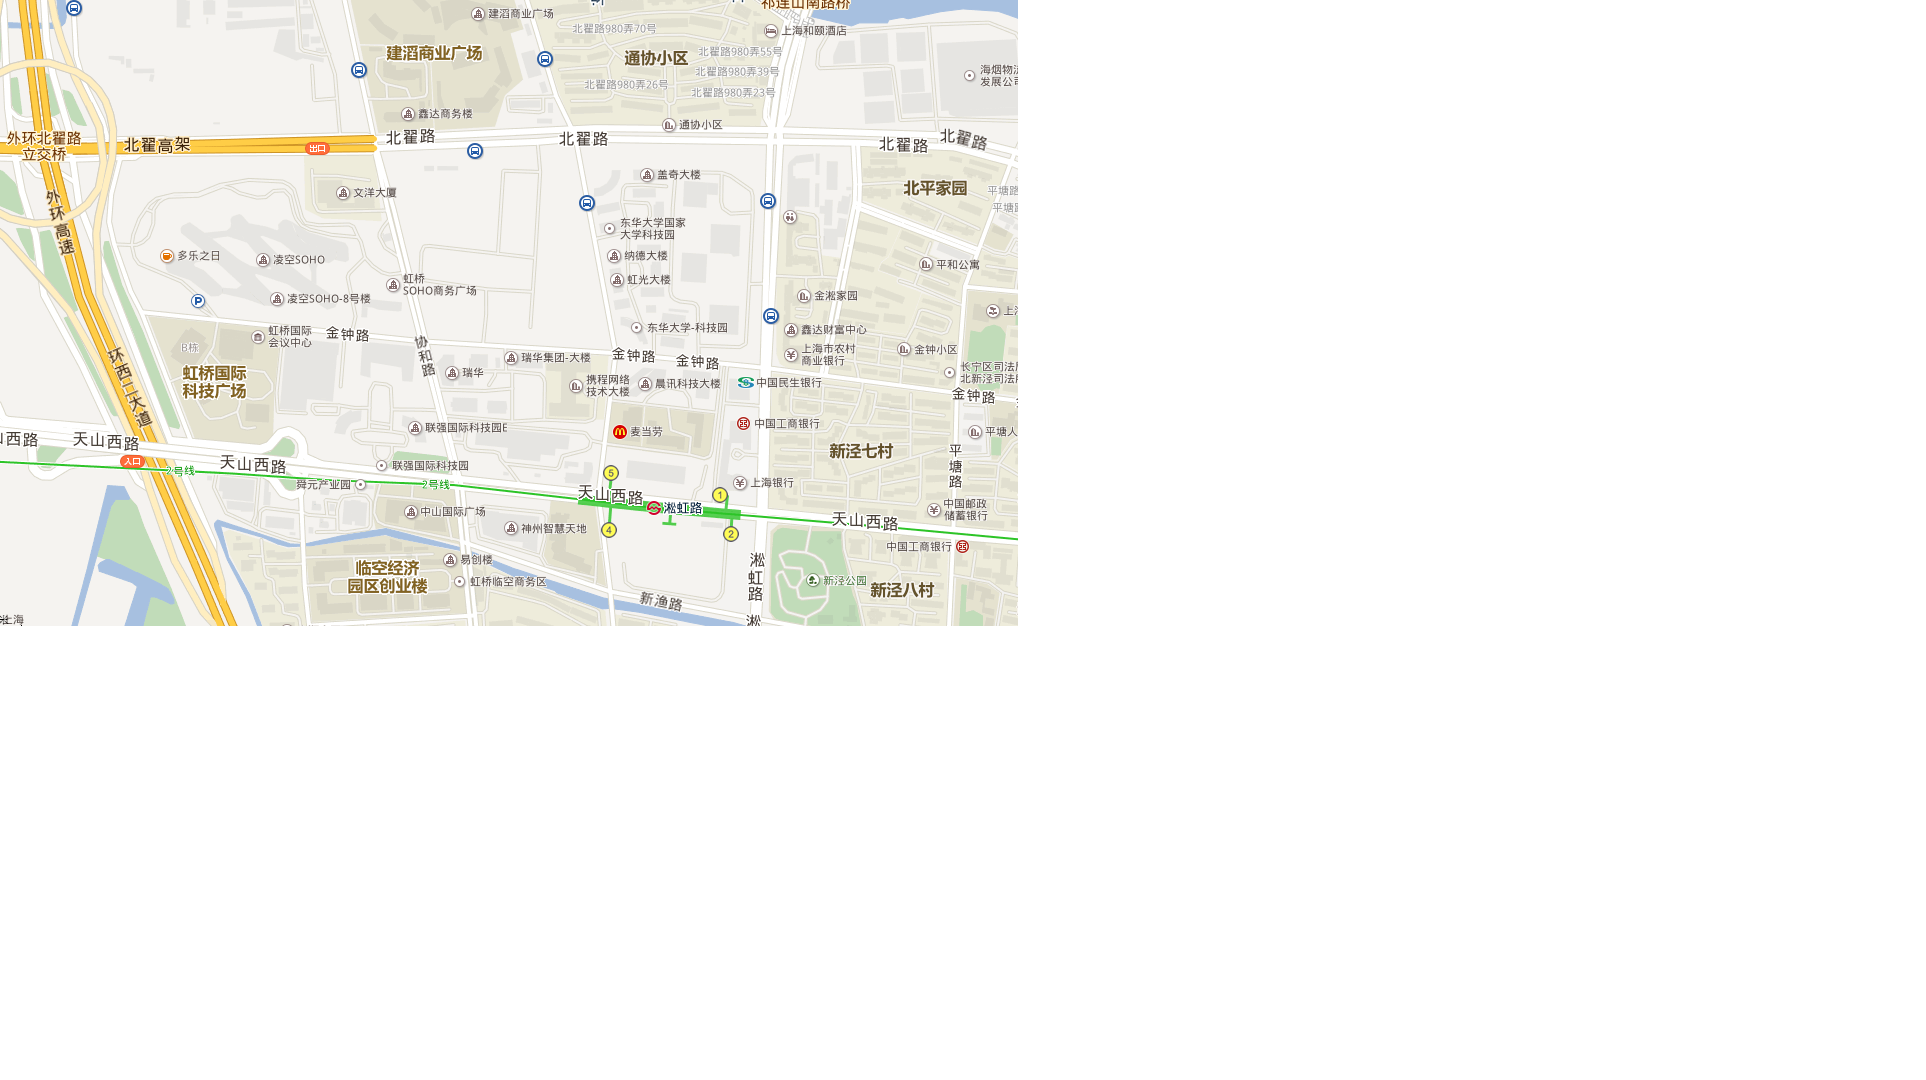 祁连山南路桥
建滔商业广场
北翟路980弄70号
上海和颐酒店
建滔商业广场
通协小区
北翟路980弄55号
北翟路980弄39号
海烟物流
发展公司
北翟路980弄26号
北翟路980弄23号
鑫达商务楼
通协小区
外环北翟路
立交桥
北翟高架
出口
北翟路
北翟路
北翟路
北翟路
盖奇大楼
文洋大厦
北平家园
平塘路
平塘路
外环高速
东华大学国家
大学科技园
多乐之日
凌空SOHO
纳德大楼
平和公寓
虹桥
SOHO商务广场
虹光大楼
凌空SOHO-8号楼
金淞家园
P
上海
虹桥国际
会议中心
金钟路
东华大学-科技园
鑫达财富中心
B栋
协和路
瑞华集团-大楼
金钟路
金钟路
上海市农村
商业银行
金钟小区
环西二大道
虹桥国际
科技广场
瑞华
携程网络
技术大楼
晨讯科技大楼
中国民生银行
长宁区司法局
北新泾司法所
金钟路
联强国际科技园E
麦当劳
中国工商银行
平塘人
山西路
天山西路
新泾七村
平塘路
入口
2号线
天山西路
联强国际科技园
5
舜元产业园
2号线
上海银行
天山西路
1
淞虹路
中山国际广场
神州智慧天地
4
2
天山西路
中国邮政
储蓄银行
中国工商银行
易创楼
临空经济
园区创业楼
虹桥临空商务区
淞虹路
新泾公园
新泾八村
新渔路
上海
淞